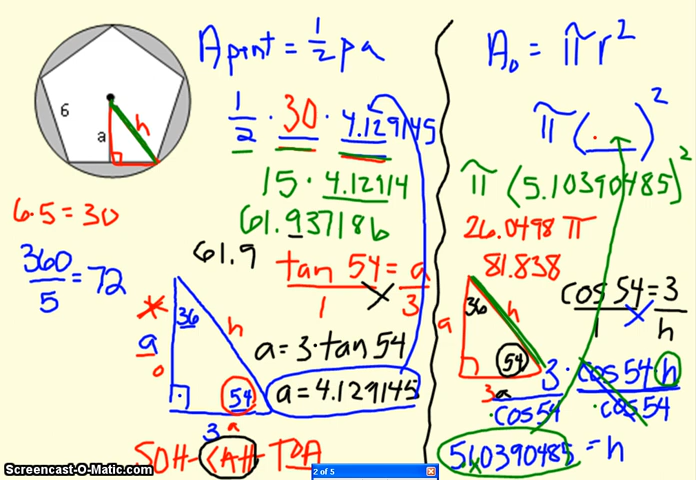 6
a
h
6·5=30
360/5 = 72
A pent = 1/2 pa
1/2 · 30 · 4.129145
15 · 4.12914
61.937186
61.9
tan 54 = a
1 3
36
a
h
o
54
3 a
a = 3·tan 54
a = 4.129145
SOH-CAH-TOA
A⊙ = πr²
π( . )²
π(5.10390485)²
26.0498 π
81.838
36
a
h
54
3a
cos 54 = 3
1 h
3 · cos 54 h
·cos 54 ·cos 54
5.10390485 = h
Screencast-O-Matic.com
2 of 5